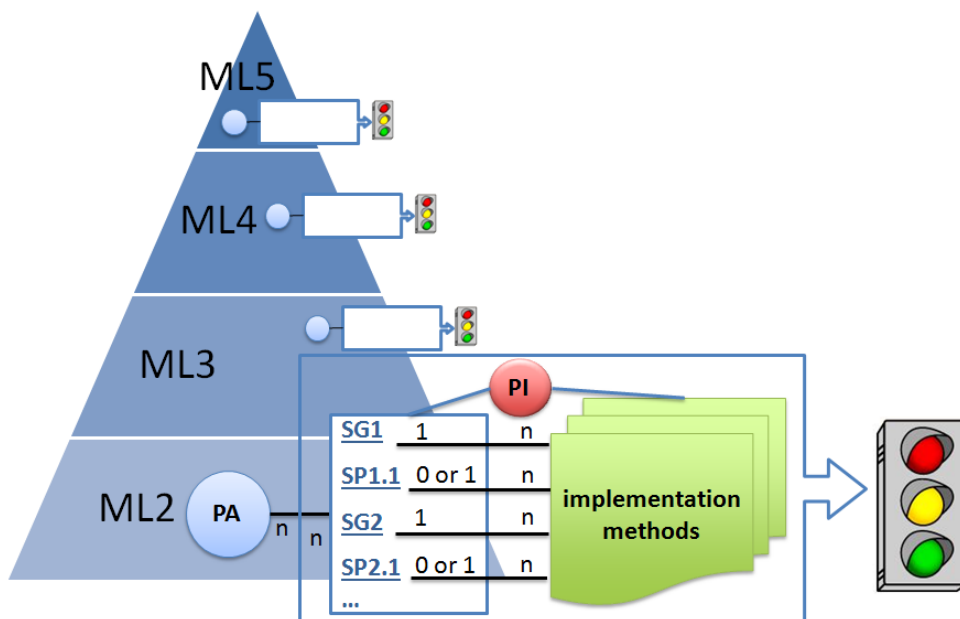 ML5
ML4
ML3
PI
SG1 1 n
SP1.1 0 or 1 n
ML2 PA n n
SG2 1 n
SP2.1 0 or 1 n
...
implementation
methods